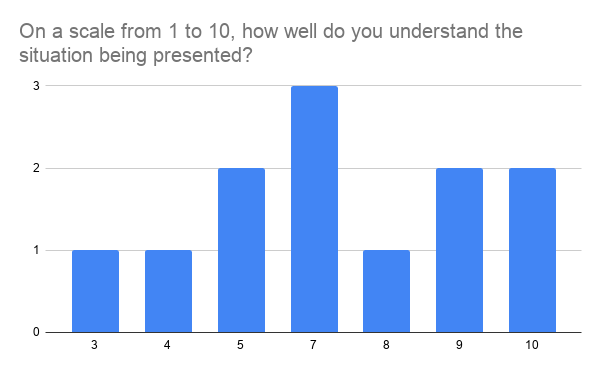 On a scale from 1 to 10, how well do you understand the
situation being presented?
3
2
1
0
3 4 5 7 8 9 10